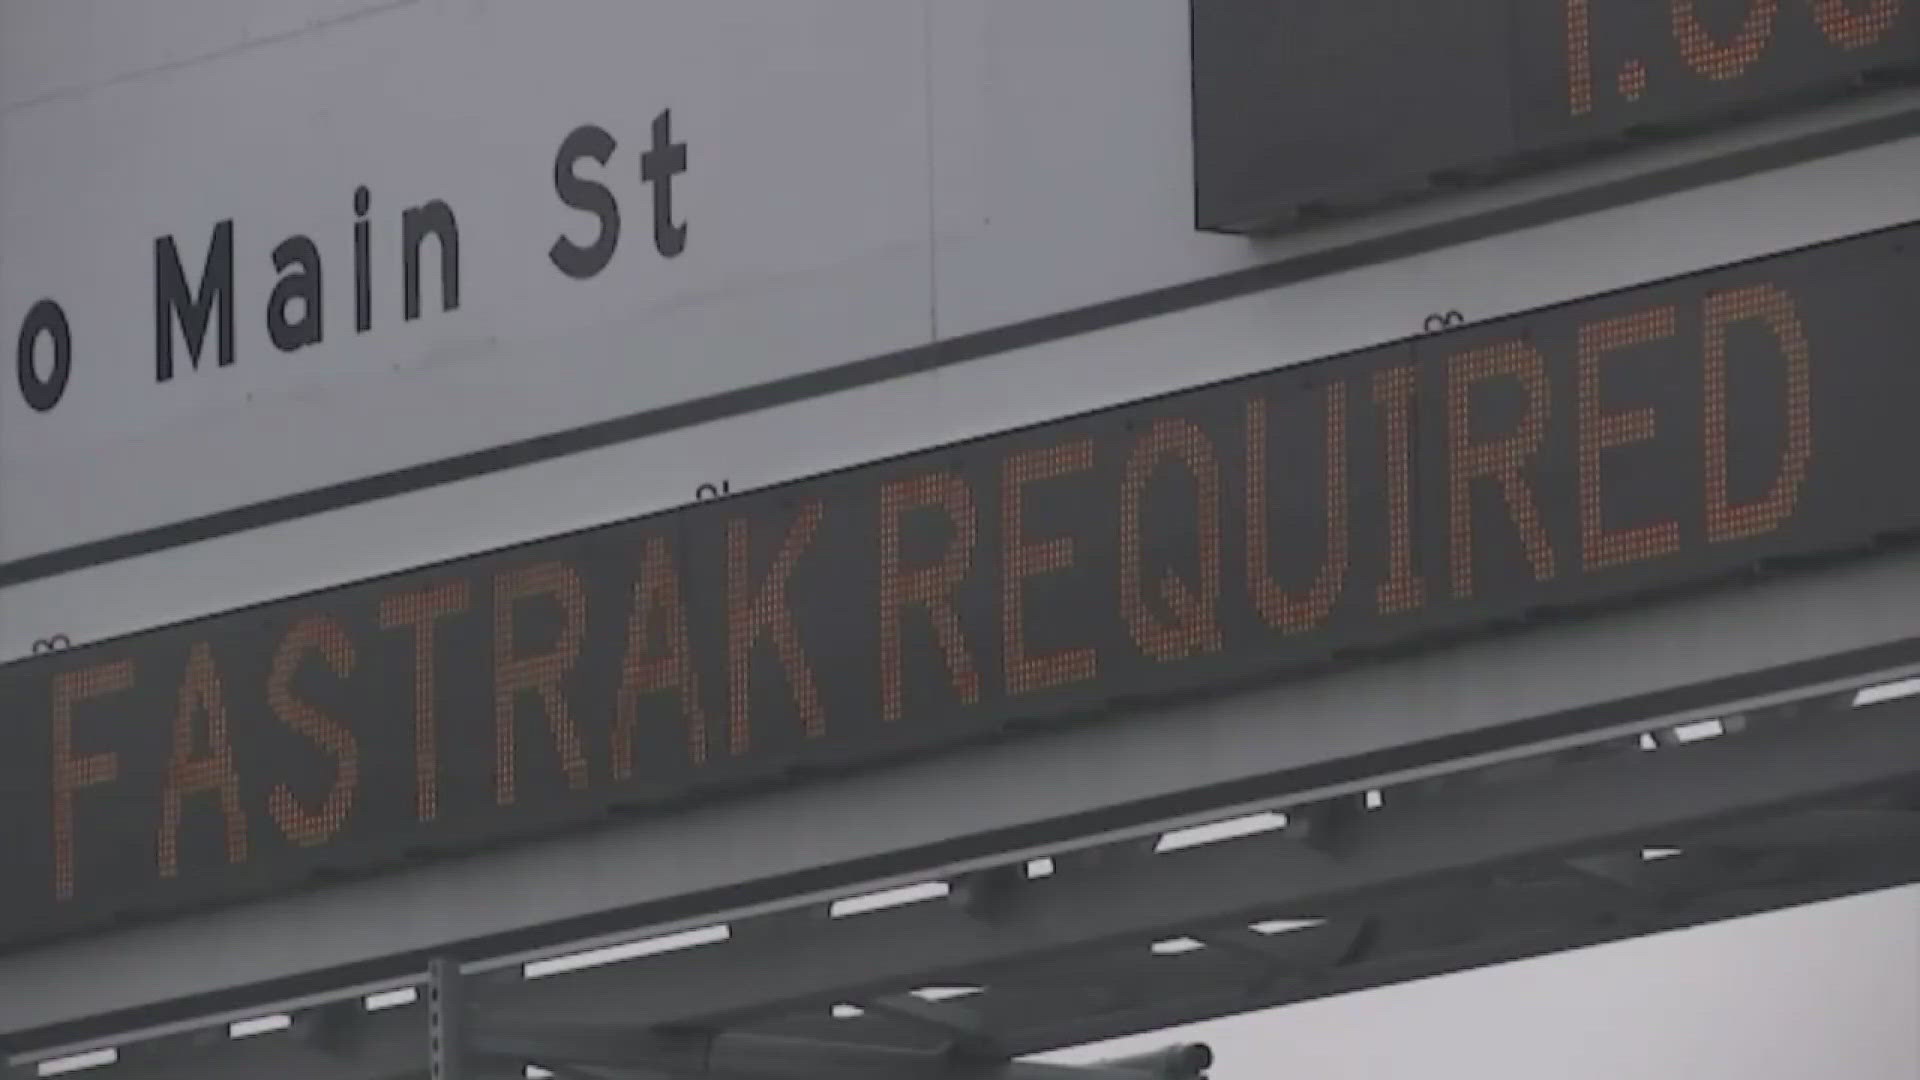 o Main St
FASTRAK REQUIRED